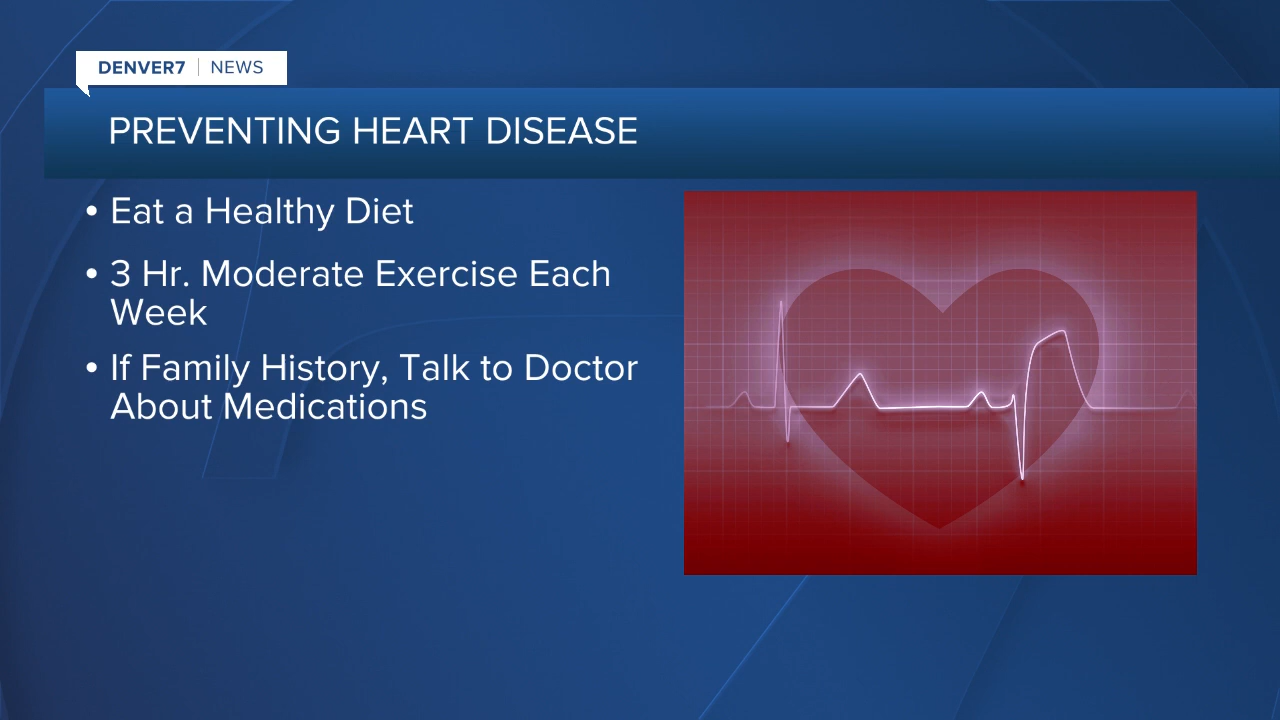 DENVER7 | NEWS
PREVENTING HEART DISEASE
• Eat a Healthy Diet
• 3 Hr. Moderate Exercise Each
Week
• If Family History, Talk to Doctor
About Medications